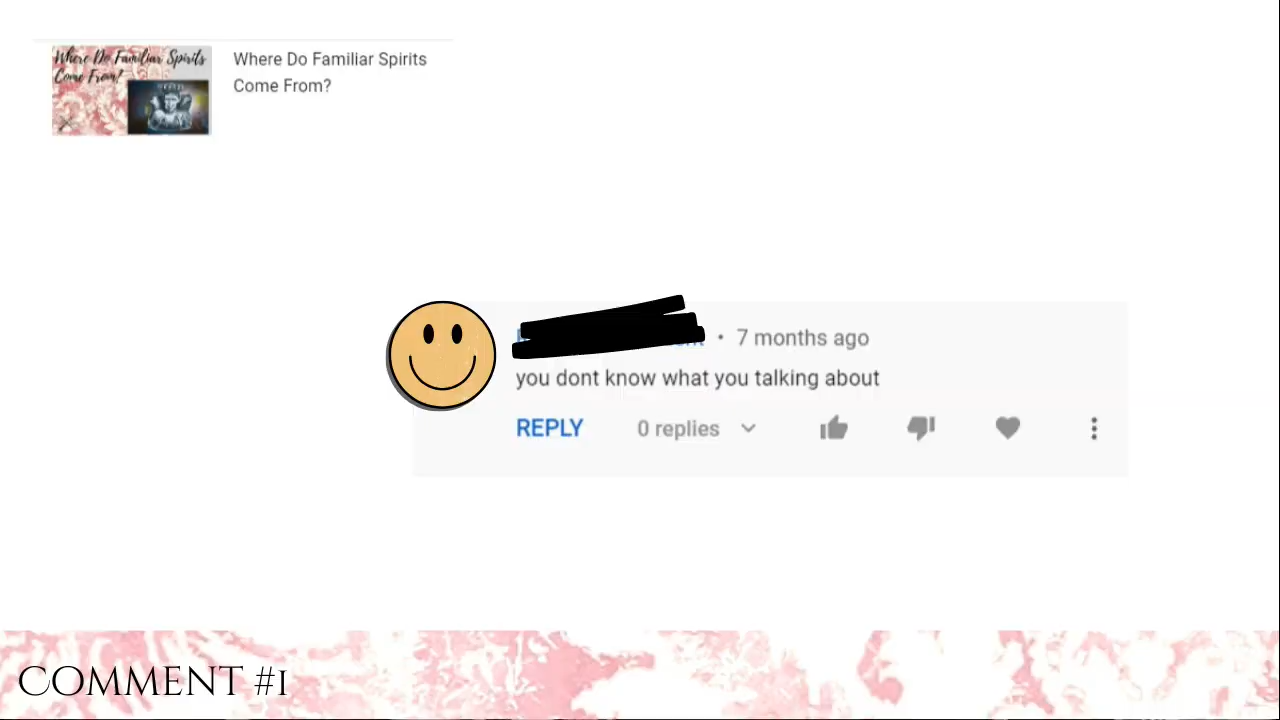 Where Do Familiar Spirits
Come From?
Where Do Familiar Spirits
Come From?
7 months ago
you dont know what you talking about
REPLY
0 replies
COMMENT #1